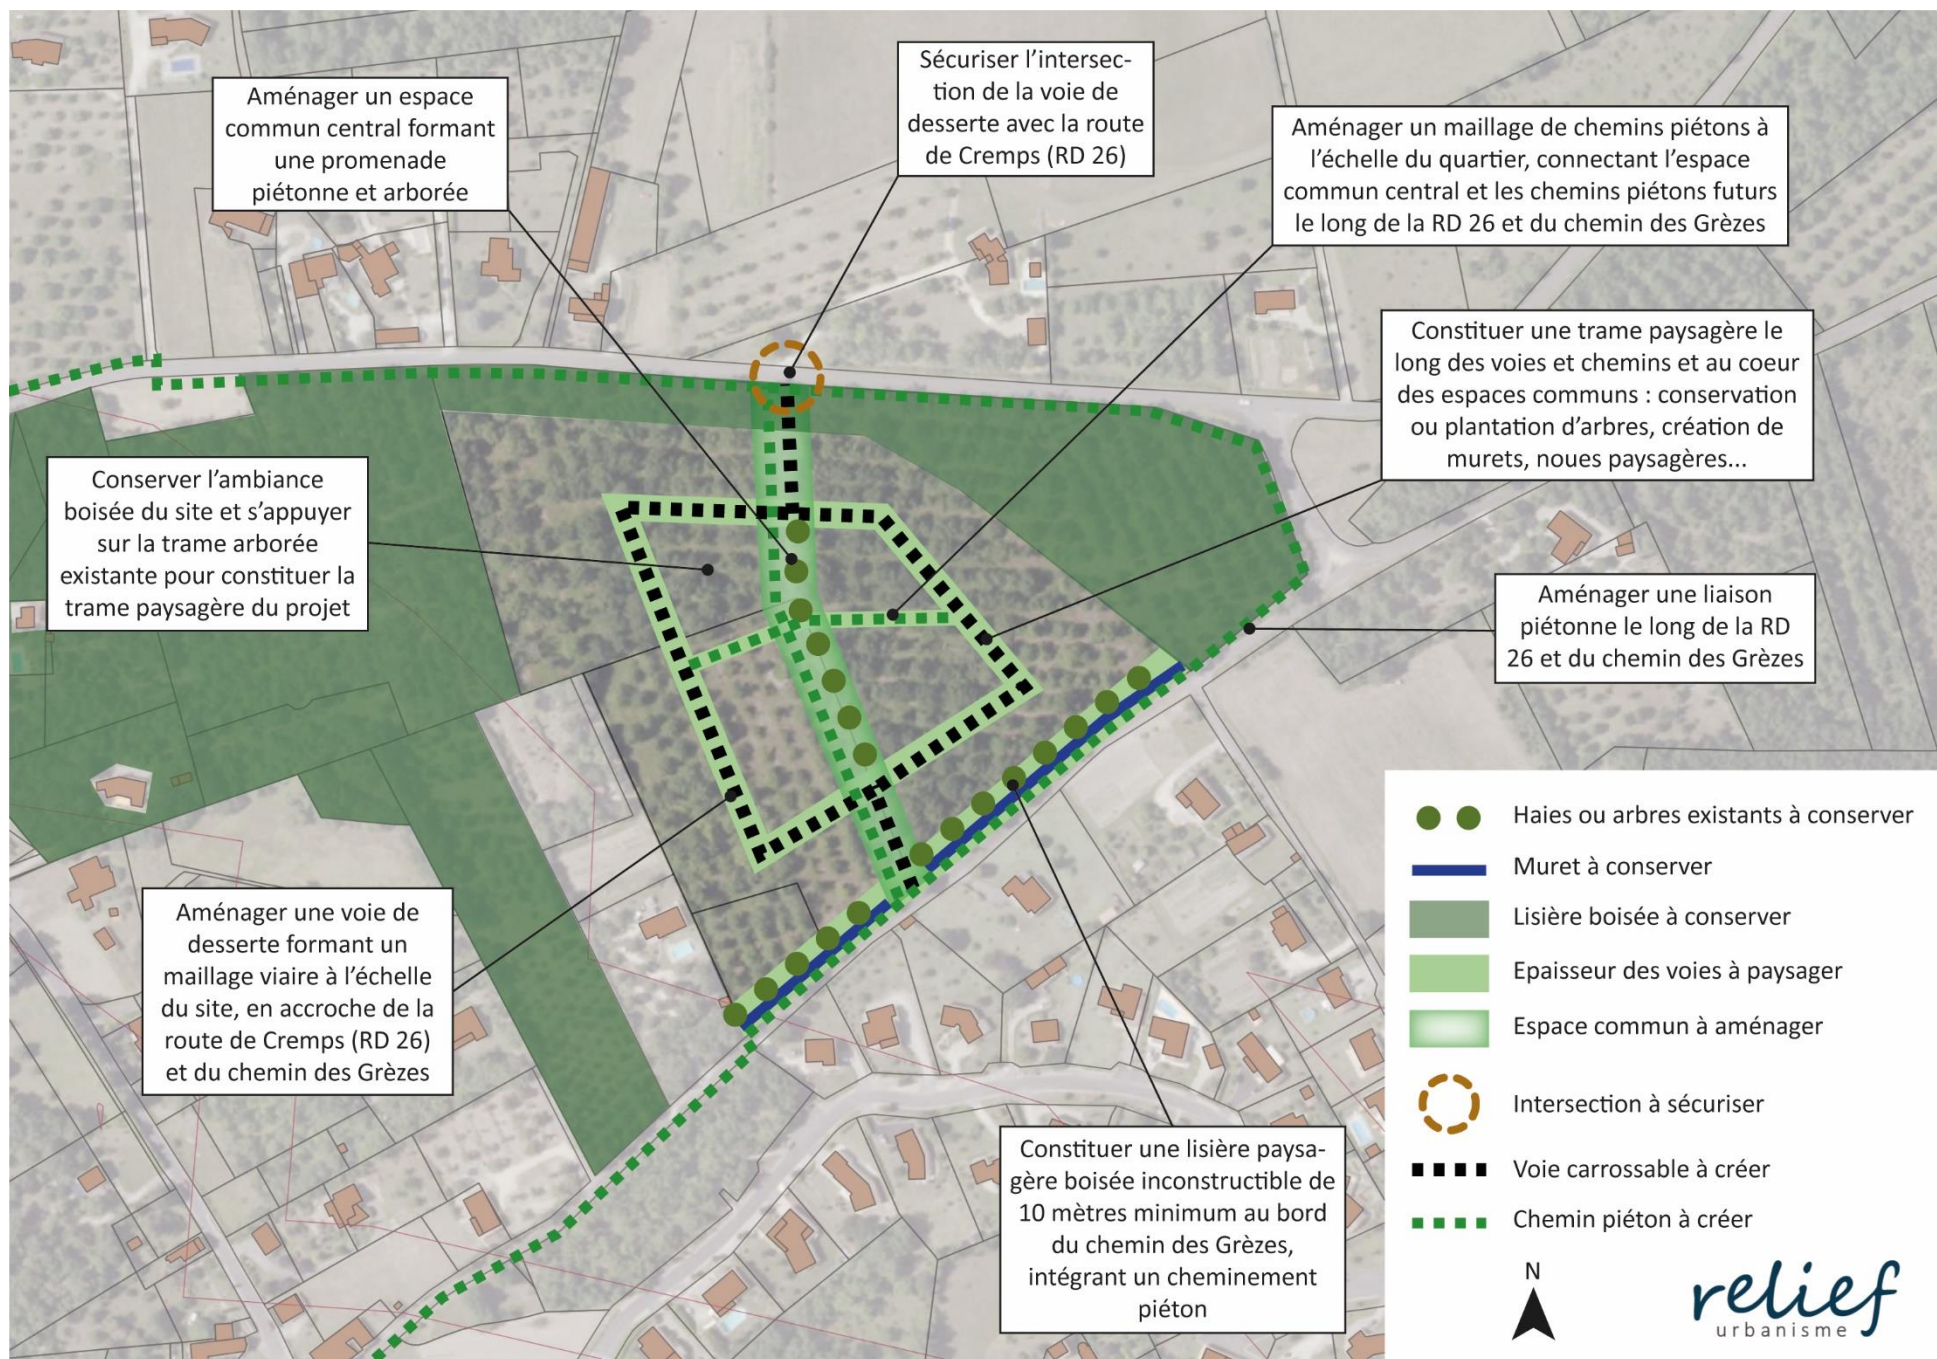 Aménager un espace
commun central formant
une promenade
piétonne et arborée
Sécuriser l'intersec-
tion de la voie de
desserte avec la route
de Cremps (RD 26)
Aménager un maillage de chemins piétons à
l'échelle du quartier, connectant l'espace
commun central et les chemins piétons futurs
le long de la RD 26 et du chemin des Grèzes
Constituer une trame paysagère le
long des voies et chemins et au coeur
des espaces communs : conservation
ou plantation d'arbres, création de
murets, noues paysagères...
Conserver l'ambiance
boisée du site et s'appuyer
sur la trame arborée
existante pour constituer la
trame paysagère du projet
Aménager une liaison
piétonne le long de la RD
26 et du chemin des Grèzes
Aménager une voie de
desserte formant un
maillage viaire à l'échelle
du site, en accroche de la
route de Cremps (RD 26)
et du chemin des Grèzes
Constituer une lisière paysa-
gère boisée inconstructible de
10 mètres minimum au bord
du chemin des Grèzes,
intégrant un cheminement
piéton
Haies ou arbres existants à conserver
Muret à conserver
Lisière boisée à conserver
Epaisseur des voies à paysager
Espace commun à aménager
Intersection à sécuriser
Voie carrossable à créer
Chemin piéton à créer
N
relief
urbanisme